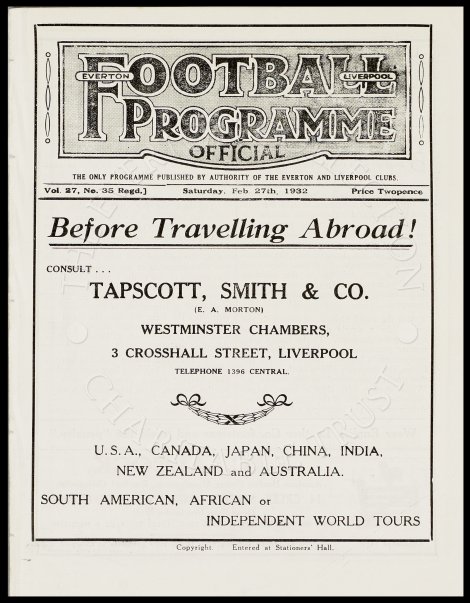 EVERTON
LIVERPOOL
FOOTBALL
PROGRAMME
OFFICIAL
THE ONLY PROGRAMME PUBLISHED BY AUTHORITY OF THE EVERTON AND LIVERPOOL CLUBS.
Vol. 27, No. 35 Regd.] Saturday, Feb 27th, 1932 Price Twopence
Before Travelling Abroad!
CONSULT . . .
TAPSCOTT, SMITH & CO.
(E. A. MORTON)
WESTMINSTER CHAMBERS,
3 CROSSHALL STREET, LIVERPOOL
TELEPHONE 1396 CENTRAL.
U.S.A., CANADA, JAPAN, CHINA, INDIA,
NEW ZEALAND and AUSTRALIA.
SOUTH AMERICAN, AFRICAN or
INDEPENDENT WORLD TOURS
Copyright. Entered at Stationers' Hall.
CHARITABLE TRUST